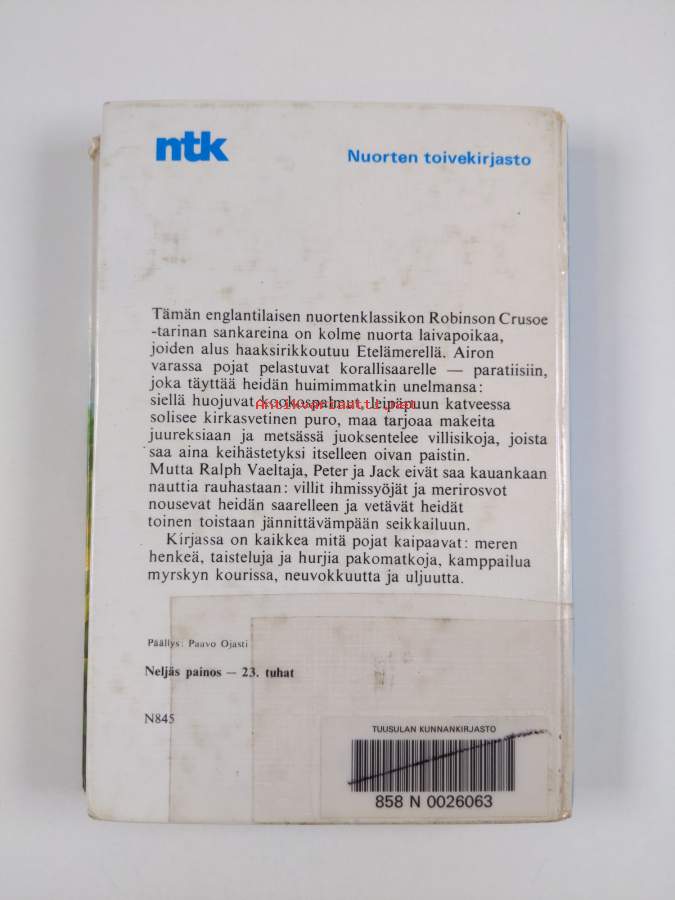 ntk
Nuorten toivekirjasto
Tämän englantilaisen nuortenklassikon Robinson Crusoe
-tarinan sankareina on kolme nuorta laivapoikaa,
joiden alus haaksirikkoutuu Etelämerellä. Airon
varassa pojat pelastuvat korallisaarelle — paratiisiin,
joka täyttää heidän huimimmatkin unelmansa:
siellä huojuvat kookospalmut, leipäpuun katveessa
Antikvariaatti.net
solisee kirkasvetinen puro, maa tarjoaa makeita
juureksiaan ja metsässä juoksentelee villisikoja, joista
saa aina keihästetyksi itselleen oivan paistin.
Mutta Ralph Vaeltaja, Peter ja Jack eivät saa kauankaan
nauttia rauhastaan: villit ihmissyöjät ja merirosvot
nousevat heidän saarelleen ja vetävät heidät
toinen toistaan jännittävämpään seikkailuun.
Kirjassa on kaikkea mitä pojat kaipaavat: meren
henkeä, taisteluja ja hurjia pakomatkoja, kamppailua
myrskyn kourissa, neuvokkuutta ja uljuutta.
Päällys: Paavo Ojasti
Neljäs painos — 23. tuhat
N845
TUUSULAN KUNNANKIRJASTO
858 N 0026063